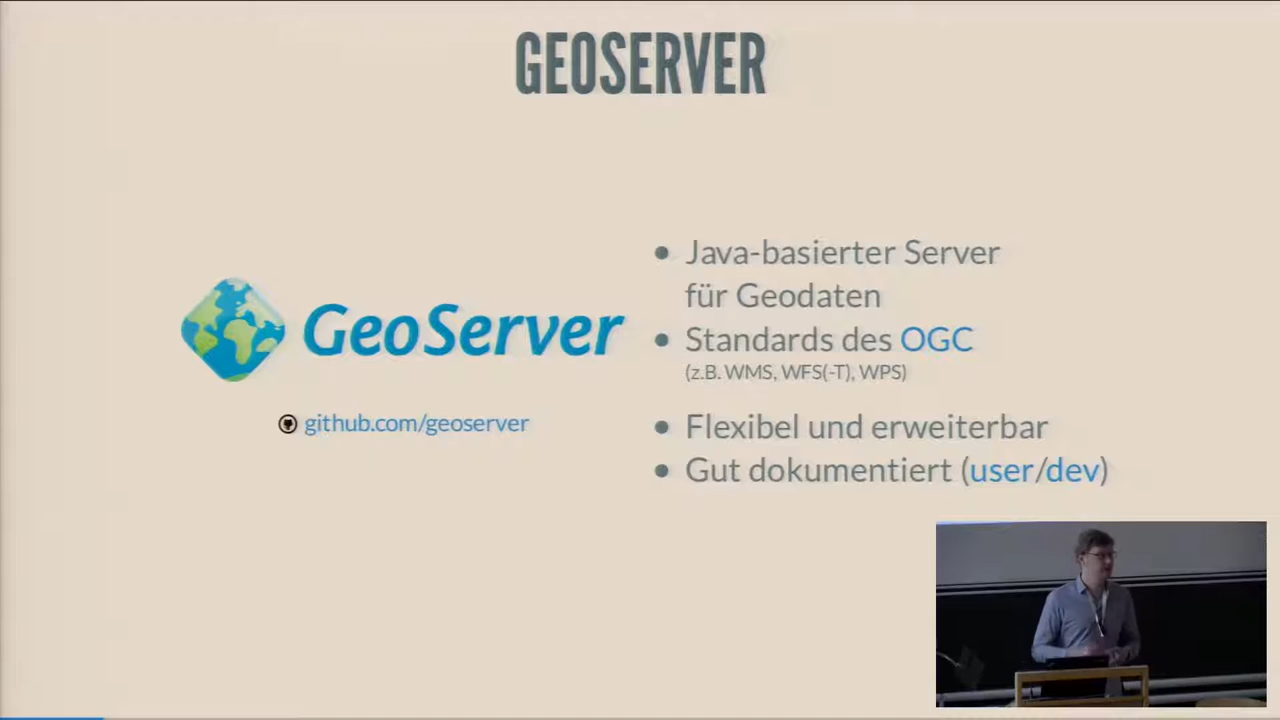 GEOSERVER
GeoServer
github.com/geoserver
Java-basierter Server
für Geodaten
Standards des OGC
(z.B. WMS, WFS(-T), WPS)
Flexibel und erweiterbar
Gut dokumentiert (user/dev)